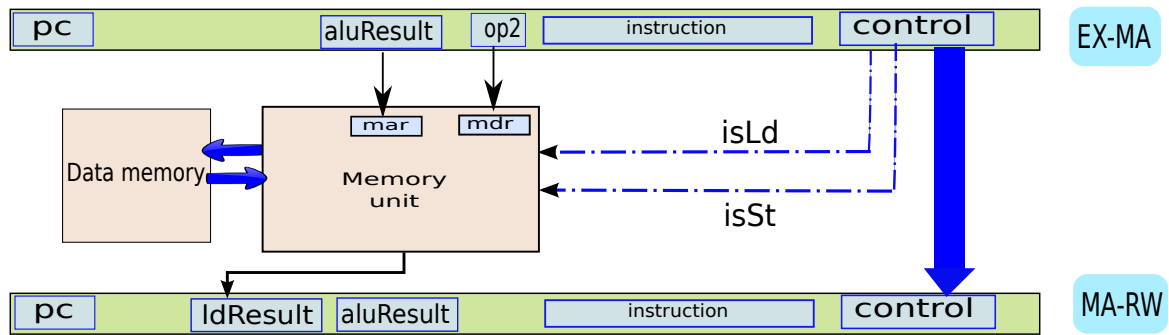 pc
aluResult
op2
instruction
control
EX-MA
mar
mdr
isLd
Data memory
Memory
unit
isSt
pc
ldResult
aluResult
instruction
control
MA-RW